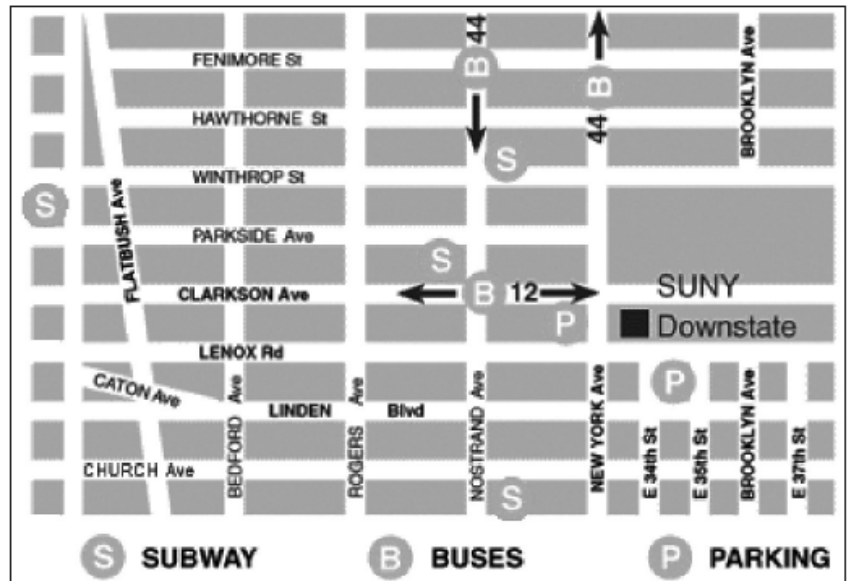 44
FENIMORE St
B
B
BROOKLYN Ave
HAWTHORNE St
44
S
WINTHROP St
S
FLATBUSH Ave
PARKSIDE Ave
S
CLARKSON Ave
B 12
SUNY
P
Downstate
LENOX Rd
CATON Ave
P
LINDEN Blvd
BEDFORD Ave
ROGERS Ave
NOSTRAND Ave
NEW YORK Ave
E 34th St
E 35th St
BROOKLYN Ave
E 37th St
CHURCH Ave
S
S SUBWAY B BUSES P PARKING